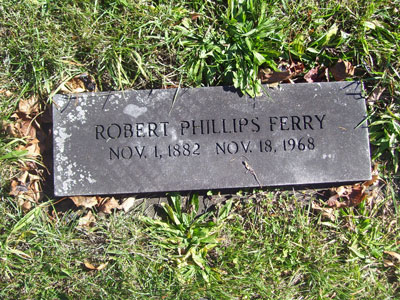 ROBERT PHILLIPS FERRY
NOV. 1, 1882 NOV. 18, 1968